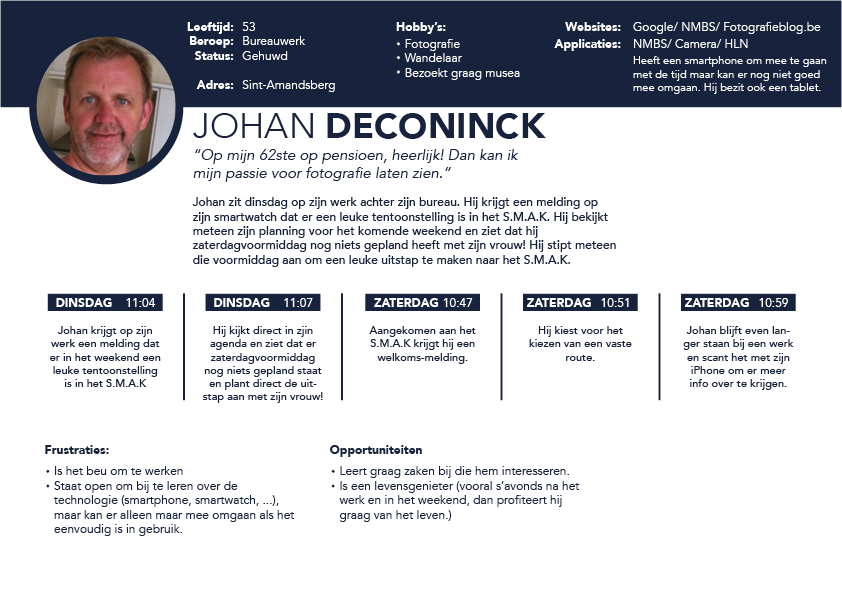 Leeftijd: 53
Beroep: Bureauwerk
Status: Gehuwd
Adres: Sint-Amandsberg
Hobby's:
• Fotografie
• Wandelaar
• Bezoekt graag musea
Websites: Google/ NMBS/ Fotografieblog.be
Applicaties: NMBS/ Camera/ HLN
Heeft een smartphone om mee te gaan
met de tijd maar kan er nog niet goed
mee omgaan. Hij bezit ook een tablet.
JOHAN DECONINCK
“Op mijn 62ste op pensioen, heerlijk! Dan kan ik
mijn passie voor fotografie laten zien.”
Johan zit dinsdag op zijn werk achter zijn bureau. Hij krijgt een melding op
zijn smartwatch dat er een leuke tentoonstelling is in het S.M.A.K. Hij bekijkt
meteen zijn planning voor het komende weekend en ziet dat hij
zaterdagvoormiddag nog niets gepland heeft met zijn vrouw! Hij stipt meteen
die voormiddag aan om een leuke uitstap te maken naar het S.M.A.K.
DINSDAG 11:04
Johan krijgt op zijn
werk een melding dat
er in het weekend een
leuke tentoonstelling
is in het S.M.A.K
DINSDAG 11:07
Hij kijkt direct in zijn
agenda en ziet dat er
zaterdagvoormiddag
nog niets gepland staat
en plant direct de uit-
stap aan met zijn vrouw!
ZATERDAG 10:47
Aangekomen aan het
S.M.A.K krijgt hij een
welkoms-melding.
ZATERDAG 10:51
Hij kiest voor het
kiezen van een vaste
route.
ZATERDAG 10:59
Johan blijft even lan-
ger staan bij een werk
en scant het met zijn
iPhone om er meer
info over te krijgen.
Frustraties:
• Is het beu om te werken
• Staat open om bij te leren over de
technologie (smartphone, smartwatch, ...),
maar kan er alleen maar mee omgaan als het
eenvoudig is in gebruik.
Opportuniteiten
• Leert graag zaken bij die hem interesseren.
• Is een levensgenieter (vooral s'avonds na het
werk en in het weekend, dan profiteert hij
graag van het leven.)